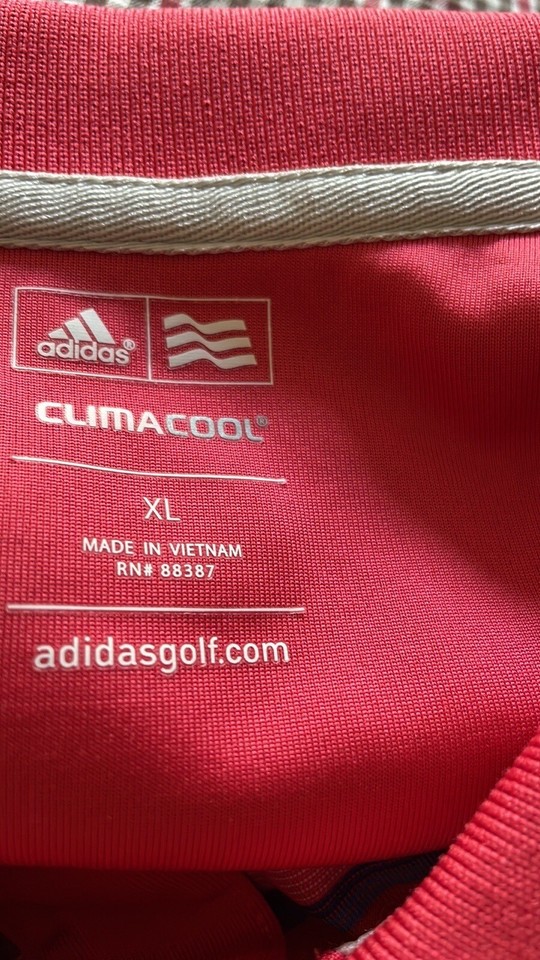 adidas®
CLIMACOOL®
XL
MADE IN VIETNAM
RN# 88387
adidasgolf.com